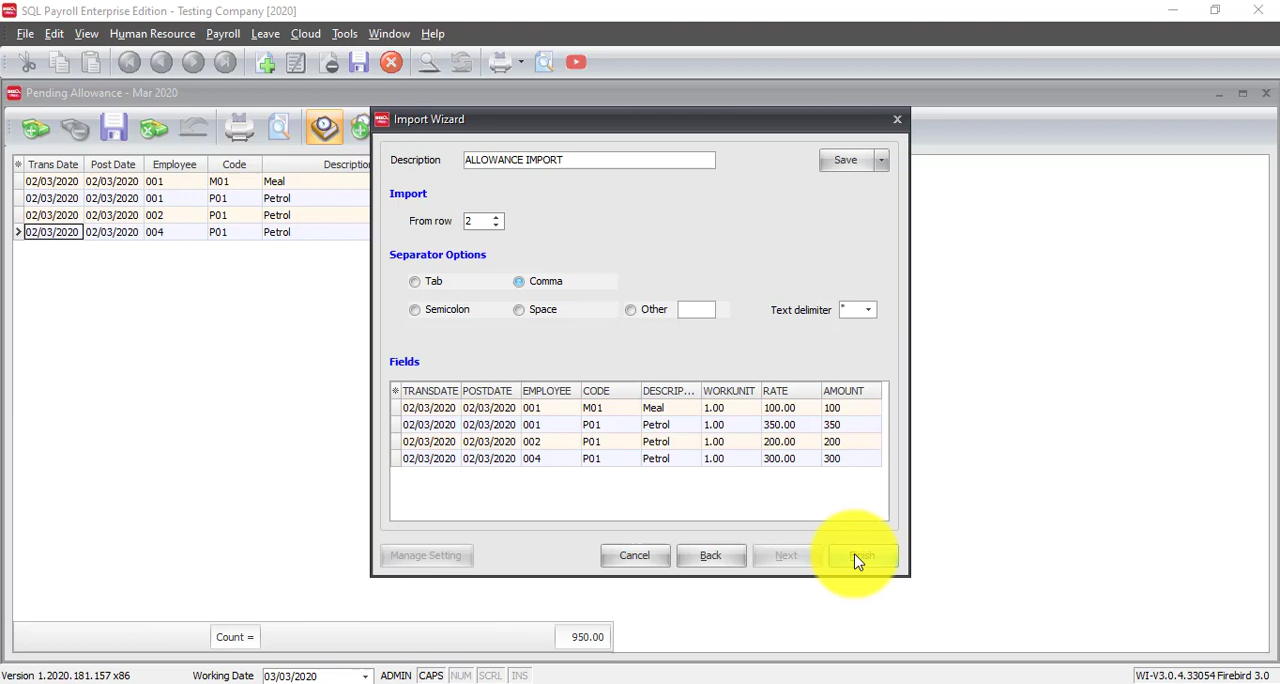 SQL Payroll Enterprise Edition - Testing Company [2020]
File Edit View Human Resource Payroll Leave Cloud Tools Window Help
Pending Allowance - Mar 2020
Trans Date Post Date Employee Code Description
02/03/2020 02/03/2020 001 M01 Meal
02/03/2020 02/03/2020 001 P01 Petrol
02/03/2020 02/03/2020 002 P01 Petrol
02/03/2020 02/03/2020 004 P01 Petrol
Import Wizard
Description ALLOWANCE IMPORT Save
Import
From row 2
Separator Options
Tab Comma
Semicolon Space Other Text delimiter
Fields
TRANSDATE POSTDATE EMPLOYEE CODE DESCRIP... WORKUNIT RATE AMOUNT
02/03/2020 02/03/2020 001 M01 Meal 1.00 100.00 100
02/03/2020 02/03/2020 001 P01 Petrol 1.00 350.00 350
02/03/2020 02/03/2020 002 P01 Petrol 1.00 200.00 200
02/03/2020 02/03/2020 004 P01 Petrol 1.00 300.00 300
Manage Setting Cancel Back Next Finish
Count = 950.00
Version 1.2020.181.157 x86 Working Date 03/03/2020 ADMIN CAPS NUM SCRL INS WI-V3.0.4.33054 Firebird 3.0